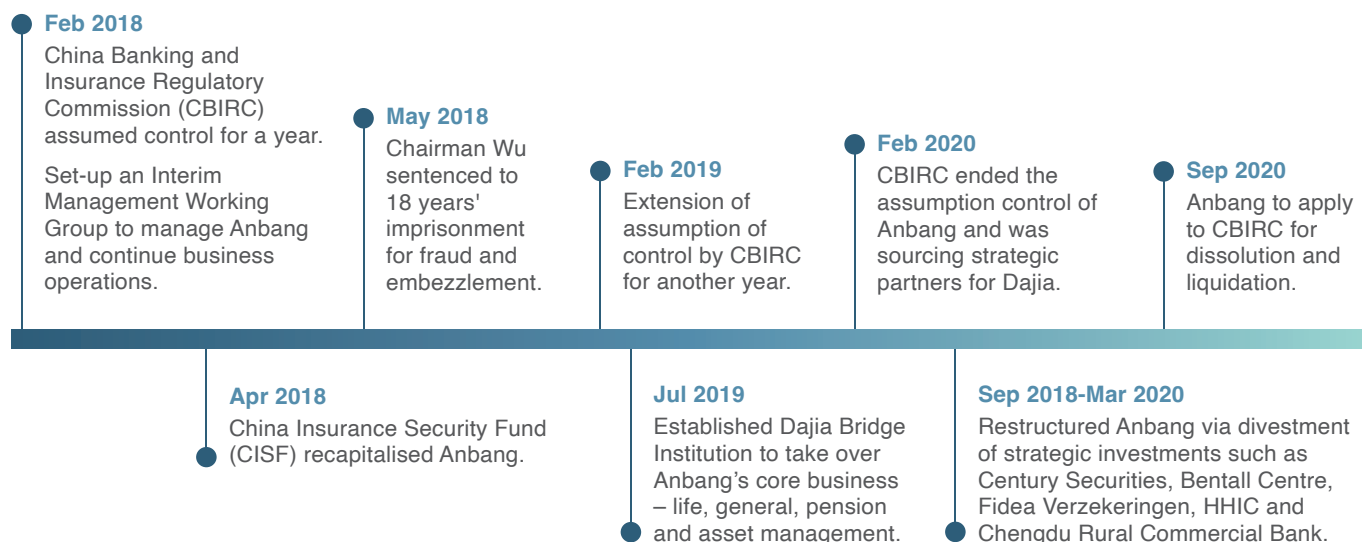 Feb 2018
China Banking and
Insurance Regulatory
Commission (CBIRC)
assumed control for a year.
Set-up an Interim
Management Working
Group to manage Anbang
and continue business
operations.
May 2018
Chairman Wu
sentenced to
18 years'
imprisonment
for fraud and
embezzlement.
Feb 2019
Extension of
assumption of
control by CBIRC
for another year.
Feb 2020
CBIRC ended the
assumption control of
Anbang and was
sourcing strategic
partners for Dajia.
Sep 2020
Anbang to apply
to CBIRC for
dissolution and
liquidation.
Apr 2018
China Insurance Security Fund
(CISF) recapitalised Anbang.
Jul 2019
Established Dajia Bridge
Institution to take over
Anbang’s core business
– life, general, pension
and asset management.
Sep 2018-Mar 2020
Restructured Anbang via divestment
of strategic investments such as
Century Securities, Bentall Centre,
Fidea Verzekeringen, HHIC and
Chengdu Rural Commercial Bank.